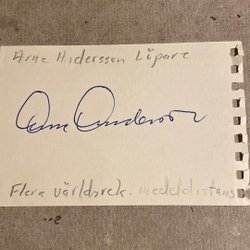 Arne Andersson Löpare
Arne Andersson
Flera världsrek. medeldistans